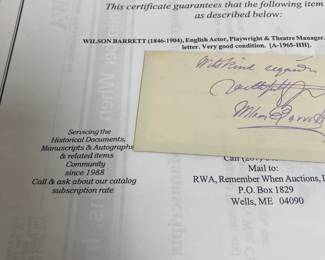 This certificate guarantees that the following item
as described below:
WILSON BARRETT (1846-1904), English Actor, Playwright & Theatre Manager.
letter. Very good condition. [A-1965-HH].
With kind regards
Wilson Barrett
Servicing the
Historical Documents,
Manuscripts & Autographs
& related items
Community
since 1988
Call & ask about our catalog
subscription rate
Call (207)
Mail to:
RWA, Remember When Auctions, I
P.O. Box 1829
Wells, ME 04090